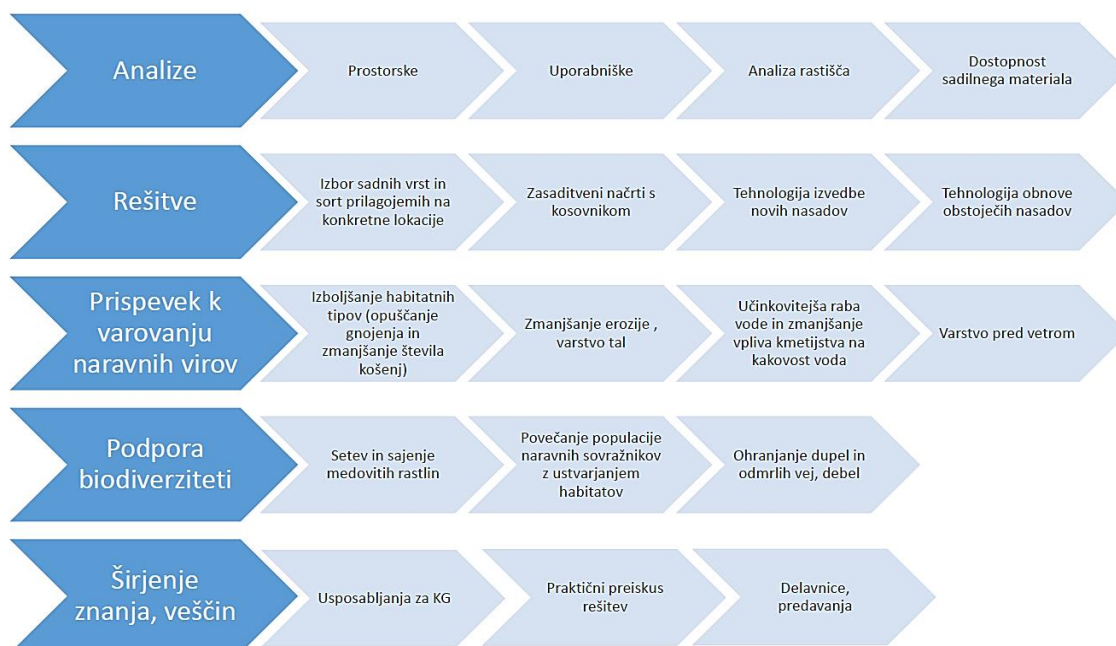 Analize
Prostorske
Uporabniške
Analiza rastišča
Dostopnost
sadilnega materiala
Rešitve
Izbor sadnih vrst in
sort prilagojemih na
konkretne lokacije
Zasaditveni načrti s
kosovnikom
Tehnologija izvedbe
novih nasadov
Tehnologija obnove
obstoječih nasadov
Prispevek k
varovanju
naravnih virov
Izboljšanje habitatnih
tipov (opuščanje
gnojenja in
zmanjšanje števila
košenj)
Zmanjšanje erozije ,
varstvo tal
Učinkovitejša raba
vode in zmanjšanje
vpliva kmetijstva na
kakovost voda
Varstvo pred vetrom
Podpora
biodiverziteti
Setev in sajenje
medovitih rastlin
Povečanje populacije
naravnih sovražnikov
z ustvarjanjem
habitatov
Ohranjanje dupel in
odmrlih vej, debel
Širjenje
znanja, veščin
Usposabljanja za KG
Praktični preiskus
rešitev
Delavnice,
predavanja